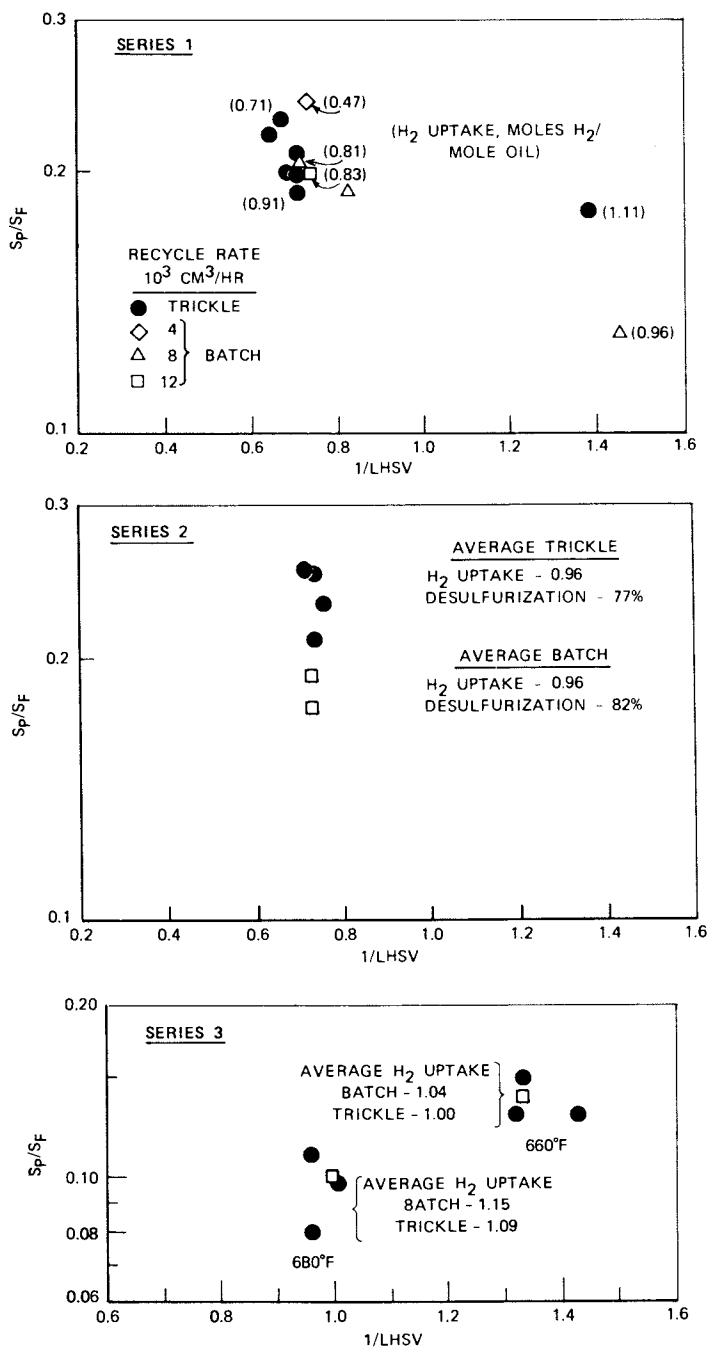 0.3
SERIES 1
(0.71)
(0.47)
(H2 UPTAKE, MOLES H2/
MOLE OIL)
(0.81)
0.2
(0.83)
(0.91)
(1.11)
SP/SF
RECYCLE RATE
10³ CM³/HR
TRICKLE
4
8
BATCH
12
(0.96)
0.1
0.2
0.4
0.6
0.8
1.0
1.2
1.4
1.6
1/LHSV
0.3
SERIES 2
AVERAGE TRICKLE
H2 UPTAKE – 0.96
DESULFURIZATION – 77%
0.2
AVERAGE BATCH
H2 UPTAKE – 0.96
DESULFURIZATION – 82%
SP/SF
0.1
0.2
0.4
0.6
0.8
1.0
1.2
1.4
1.6
1/LHSV
0.20
SERIES 3
AVERAGE H2 UPTAKE
BATCH – 1.04
TRICKLE – 1.00
660°F
SP/SF
0.10
AVERAGE H2 UPTAKE
8ATCH – 1.15
TRICKLE – 1.09
0.08
6B0°F
0.06
0.6
0.8
1.0
1.2
1.4
1.6
1/LHSV